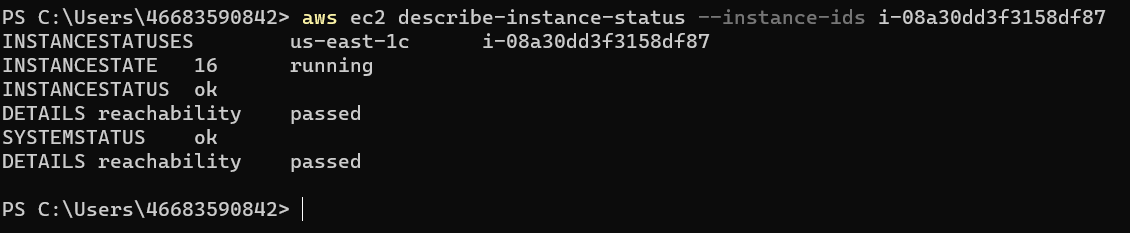 PS C:\Users\46683590842> aws ec2 describe-instance-status --instance-ids i-08a30dd3f3158df87
INSTANCESTATUSES us-east-1c i-08a30dd3f3158df87
INSTANCESTATE 16 running
INSTANCESTATUS ok
DETAILS reachability passed
SYSTEMSTATUS ok
DETAILS reachability passed
PS C:\Users\46683590842>